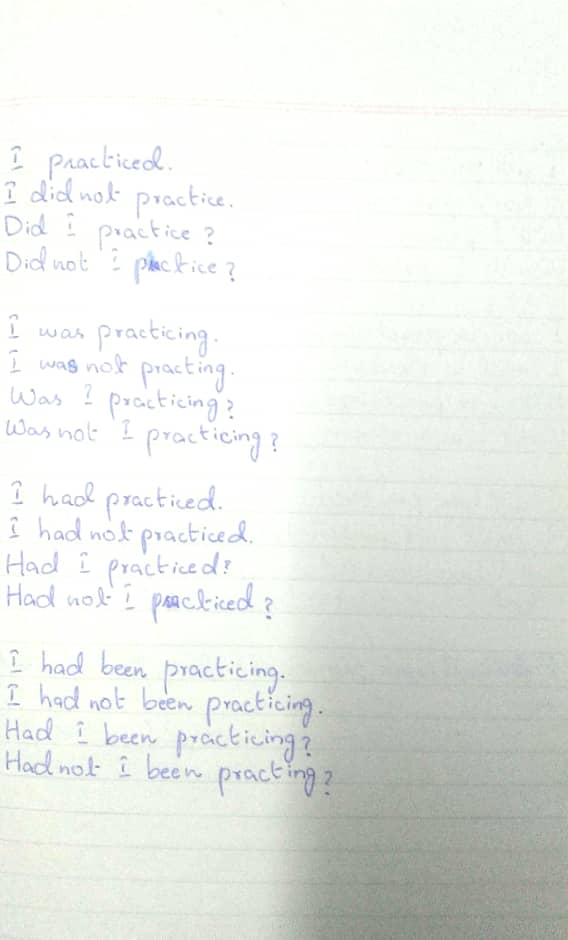 I practiced.
I did not practice.
Did I practice ?
Did not I practice ?
I was practicing.
I was not practing.
Was I practicing ?
Was not I practicing ?
I had practiced.
I had not practiced.
Had I practiced?
Had not I practiced ?
I had been practicing.
I had not been practicing.
Had I been practicing ?
Had not I been practing ?